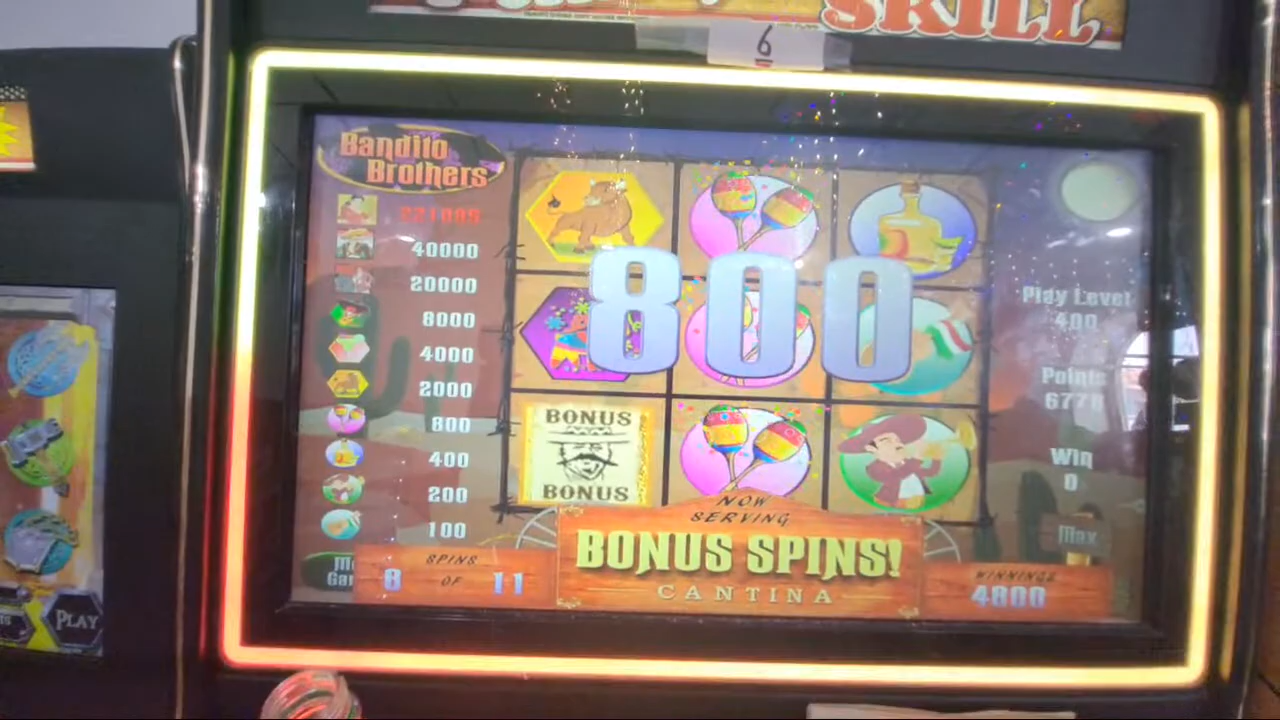 SKILL
6
Bandito
Brothers
40000
20000
8000
4000
2000
800
400
200
100
800
BONUS
BONUS
Play Level
400
Points
6778
Win
0
Max
NOW
SERVING
BONUS SPINS!
CANTINA
8 SPINS OF 11
WINNINGS
4800
PLAY